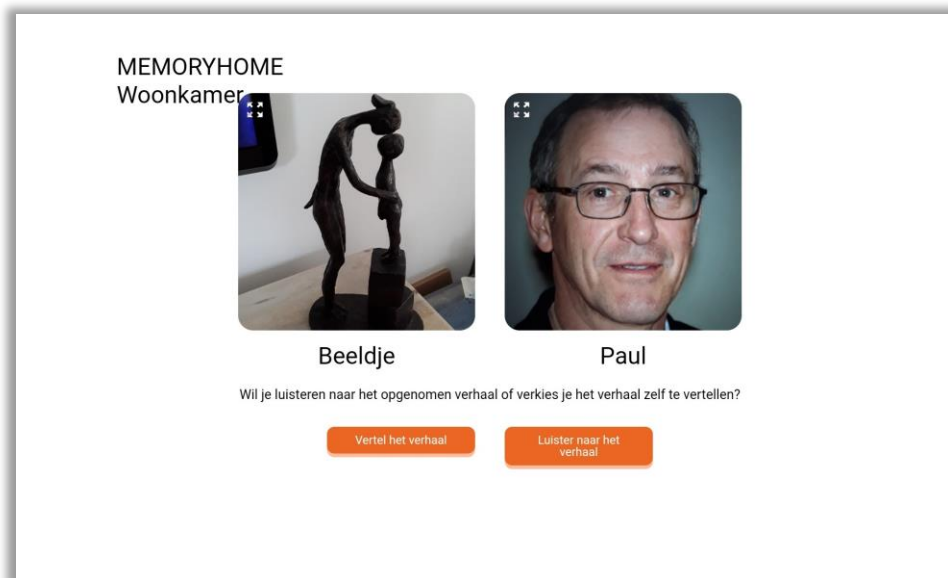 MEMORYHOME
Woonkamer
Beeldje
Paul
Wil je luisteren naar het opgenomen verhaal of verkies je het verhaal zelf te vertellen?
Vertel het verhaal
Luister naar het
verhaal